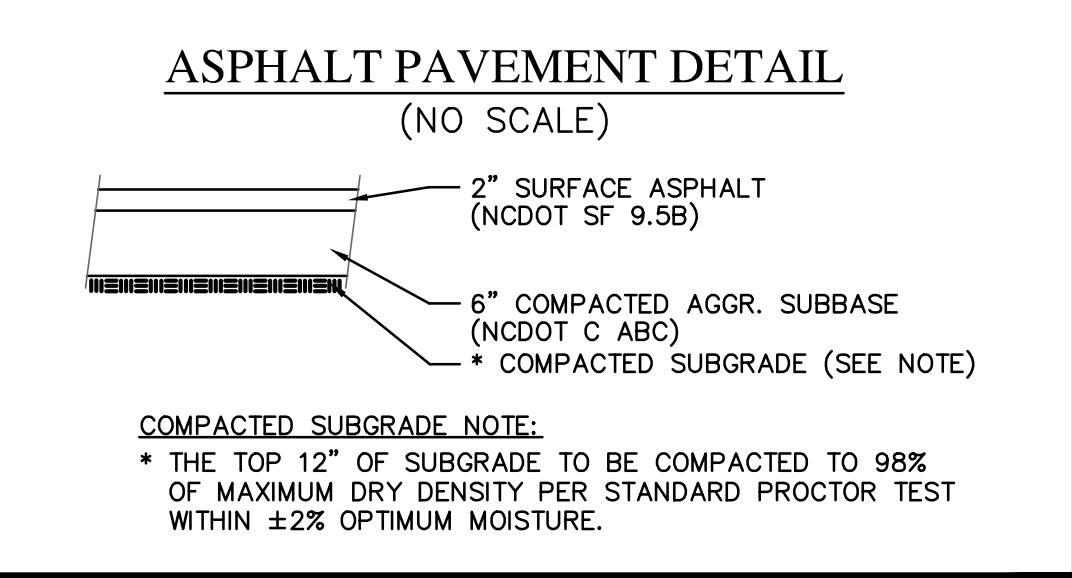 ASPHALT PAVEMENT DETAIL
(NO SCALE)
2” SURFACE ASPHALT
(NCDOT SF 9.5B)
6” COMPACTED AGGR. SUBBASE
(NCDOT C ABC)
* COMPACTED SUBGRADE (SEE NOTE)
COMPACTED SUBGRADE NOTE:
* THE TOP 12” OF SUBGRADE TO BE COMPACTED TO 98%
OF MAXIMUM DRY DENSITY PER STANDARD PROCTOR TEST
WITHIN ±2% OPTIMUM MOISTURE.